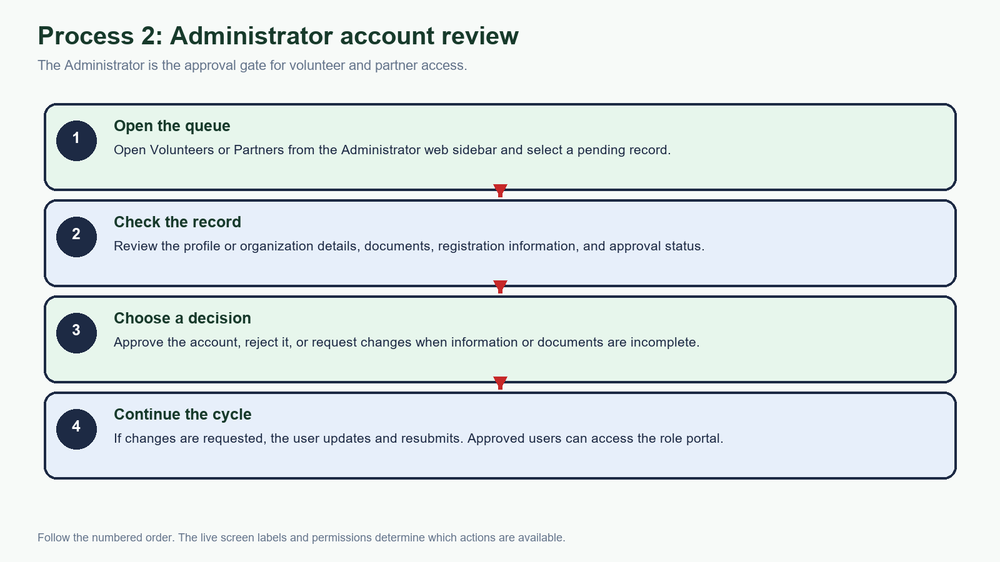 Process 2: Administrator account review
The Administrator is the approval gate for volunteer and partner access.
1
Open the queue
Open Volunteers or Partners from the Administrator web sidebar and select a pending record.
2
Check the record
Review the profile or organization details, documents, registration information, and approval status.
3
Choose a decision
Approve the account, reject it, or request changes when information or documents are incomplete.
4
Continue the cycle
If changes are requested, the user updates and resubmits. Approved users can access the role portal.
Follow the numbered order. The live screen labels and permissions determine which actions are available.